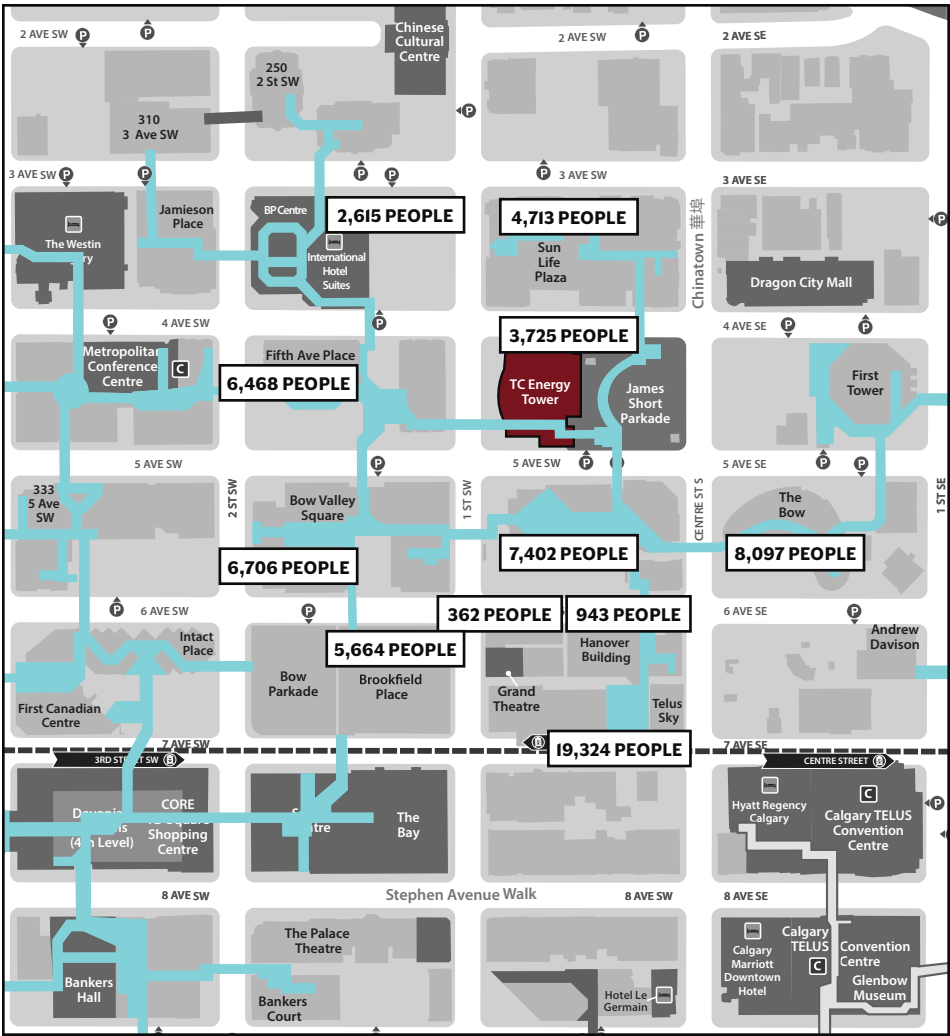 Chinese
Cultural
Centre
2 AVE SW
P
P
2 AVE SW
P
2 AVE SE
250
2 St SW
310
3 Ave SW
P
3 AVE SW
P
P
P
P
P
3 AVE SW
3 AVE SE
Jamieson
Place
BP Centre
2,615 PEOPLE
4,713 PEOPLE
Chinatown 華埠
P
The Westin
International
Hotel
Suites
Sun
Life
Plaza
Dragon City Mall
P
4 AVE SW
P
3,725 PEOPLE
4 AVE SE
P
P
Metropolitan
Conference
Centre
C
Fifth Ave Place
6,468 PEOPLE
TC Energy
Tower
James
Short
Parkade
First
Tower
5 AVE SW
P
5 AVE SW
P
5 AVE SE
P
P
333
5 Ave
SW
2 ST SW
Bow Valley
Square
1 ST SW
CENTRE ST S
The
Bow
1 ST SE
6,706 PEOPLE
7,402 PEOPLE
8,097 PEOPLE
P
6 AVE SW
P
362 PEOPLE
943 PEOPLE
6 AVE SE
P
Intact
Place
5,664 PEOPLE
Hanover
Building
Andrew
Davison
Bow
Parkade
Brookfield
Place
Grand
Theatre
First Canadian
Centre
Telus
Sky
7 AVE SW
19,324 PEOPLE
7 AVE SE
3RD STREET SW
CENTRE STREET
CORE
Shopping
Centre
(4th Level)
The
Bay
Hyatt Regency
Calgary
C
Calgary TELUS
Convention
Centre
P
8 AVE SW
Stephen Avenue Walk
8 AVE SW
8 AVE SE
The Palace
Theatre
Calgary
Marriott
Downtown
Hotel
Calgary
TELUS
C
Convention
Centre
Glenbow
Museum
Bankers
Hall
Bankers
Court
Hotel Le
Germain